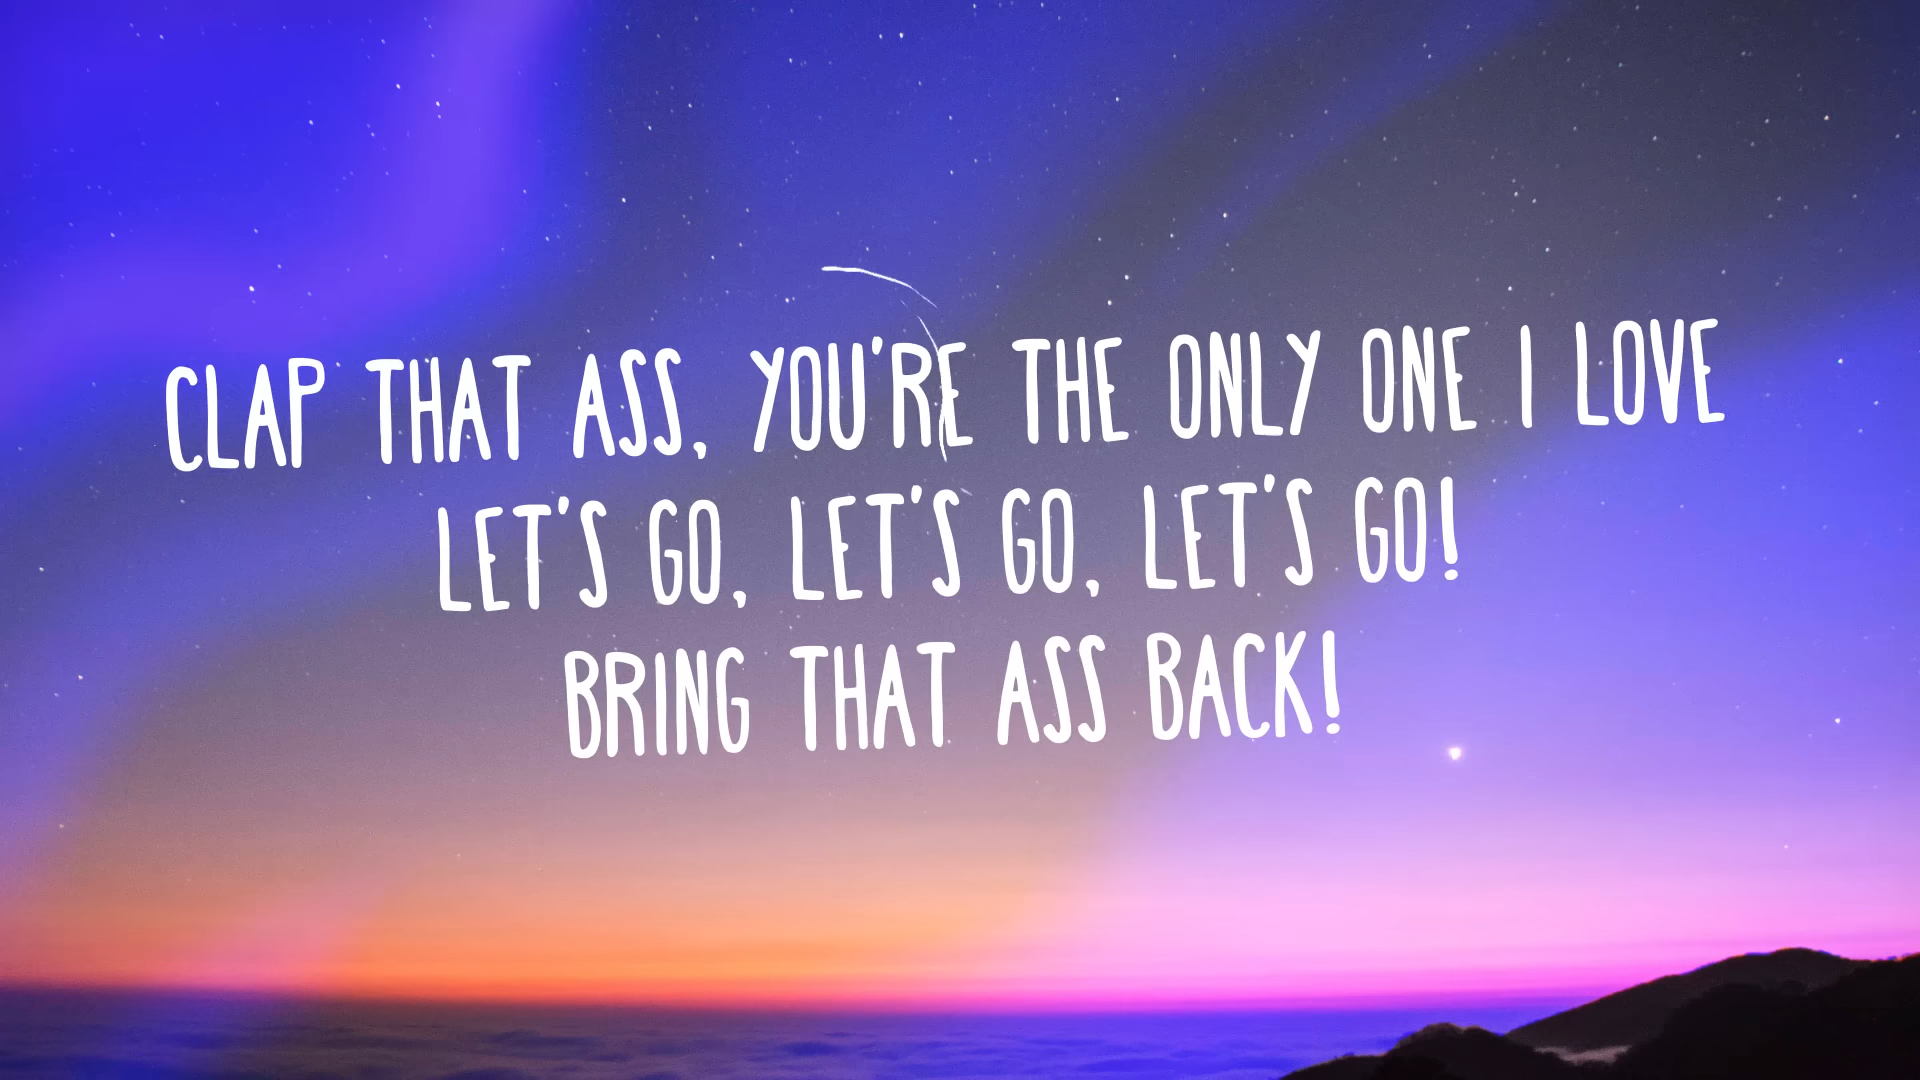 CLAP THAT ASS, YOU'RE THE ONLY ONE I LOVE
LET'S GO, LET'S GO, LET'S GO!
BRING THAT ASS BACK!